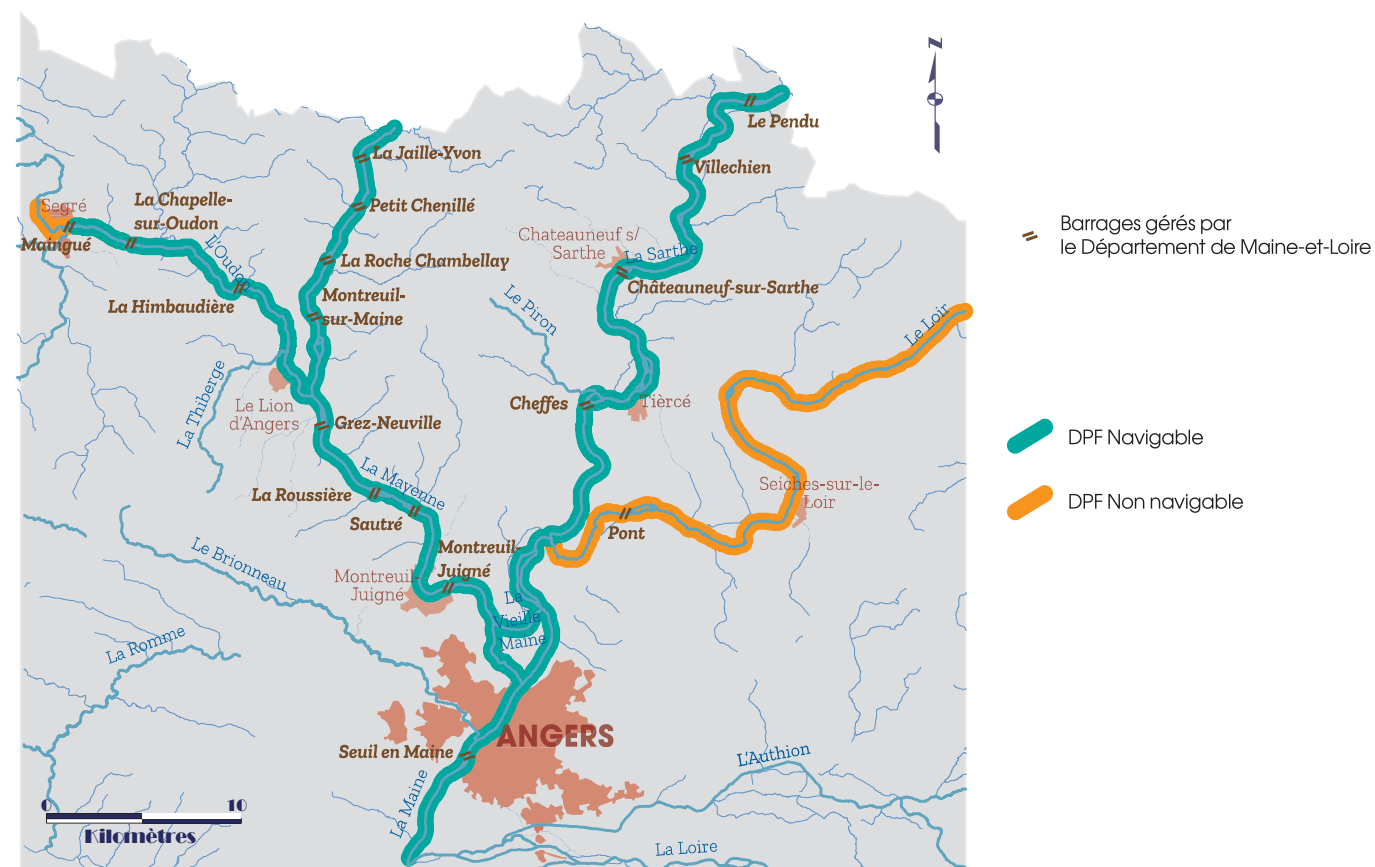 N
Le Pendu
La Jaille-Yvon
Villechien
La Chapelle-
sur-Oudon
Segré
Petit Chenillé
Maingué
Chateauneuf s/
Sarthe
La Sarthe
L'Oudon
La Roche Chambellay
Châteauneuf-sur-Sarthe
Montreuil-
sur-Maine
La Himbaudière
Le Piron
Le Loir
La Thiberge
Le Lion
d'Angers
Cheffes
Tièrcé
Grez-Neuville
La Mayenne
La Roussière
Sautré
Seiches-sur-le-
Loir
Pont
Le Brionneau
Montreuil-
Juigné
Montreuil-
Juigné
La
Vieille
Maine
La Romme
ANGERS
Seuil en Maine
L'Authion
La Maine
La Loire
0 10
Kilomètres
Barrages gérés par
le Département de Maine-et-Loire
DPF Navigable
DPF Non navigable